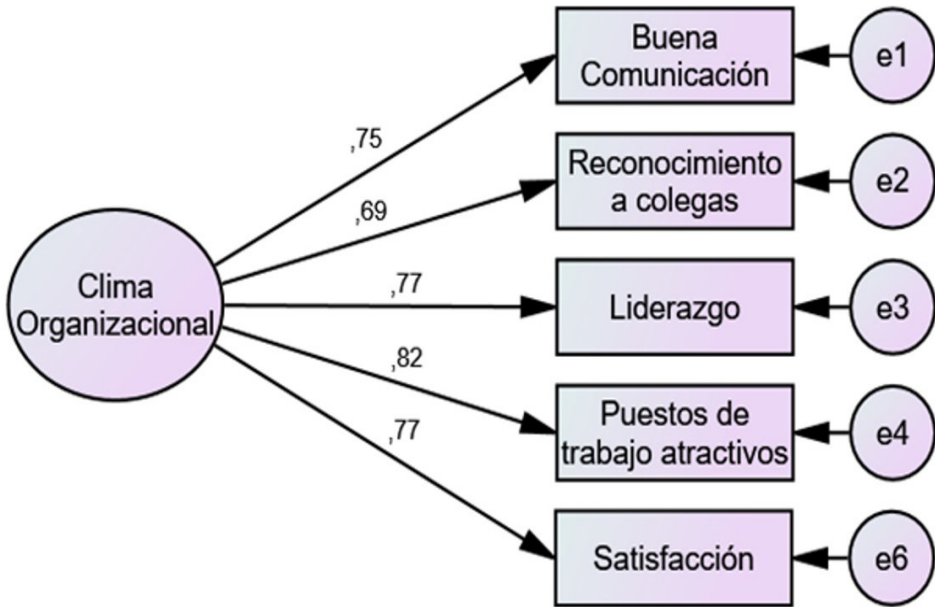 Buena
Comunicación
e1
,75
Reconocimiento
a colegas
e2
,69
Clima
Organizacional
,77
Liderazgo
e3
,82
Puestos de
trabajo atractivos
e4
,77
Satisfacción
e6